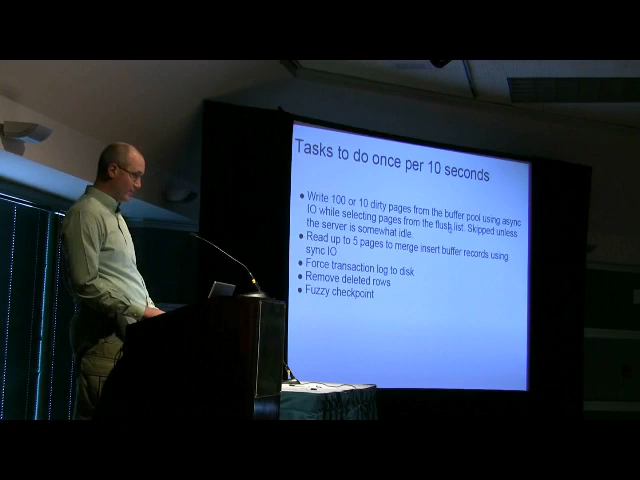 Tasks to do once per 10 seconds
● Write 100 or 10 dirty pages from the buffer pool using async
IO while selecting pages from the flush list. Skipped unless
the server is somewhat idle.
● Read up to 5 pages to merge insert buffer records using
sync IO
● Force transaction log to disk
● Remove deleted rows
● Fuzzy checkpoint